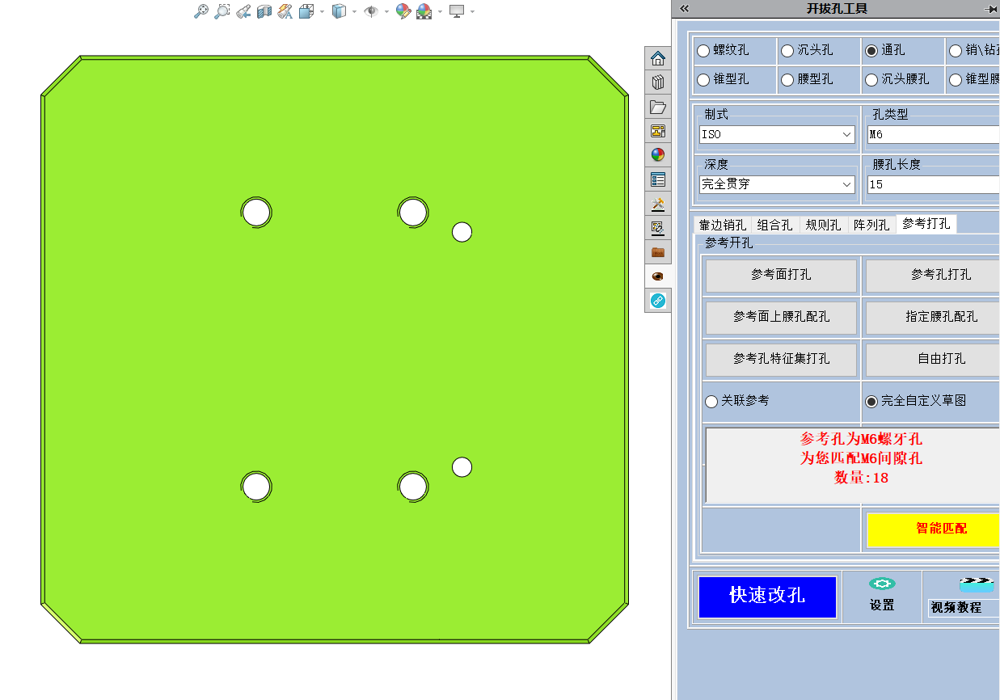 开拔孔工具
螺纹孔 沉头孔 通孔 销\钻孔
锥型孔 腰型孔 沉头腰孔 锥型腰
制式 孔类型
ISO M6
深度 腰孔长度
完全贯穿 15
靠边销孔 组合孔 规则孔 阵列孔 参考打孔
参考开孔
参考面打孔 参考孔打孔
参考面上腰孔配孔 指定腰孔配孔
参考孔特征集打孔 自由打孔
关联参考 完全自定义草图
参考孔为M6螺牙孔
为您匹配M6间隙孔
数量:18
智能匹配
快速改孔 设置 视频教程